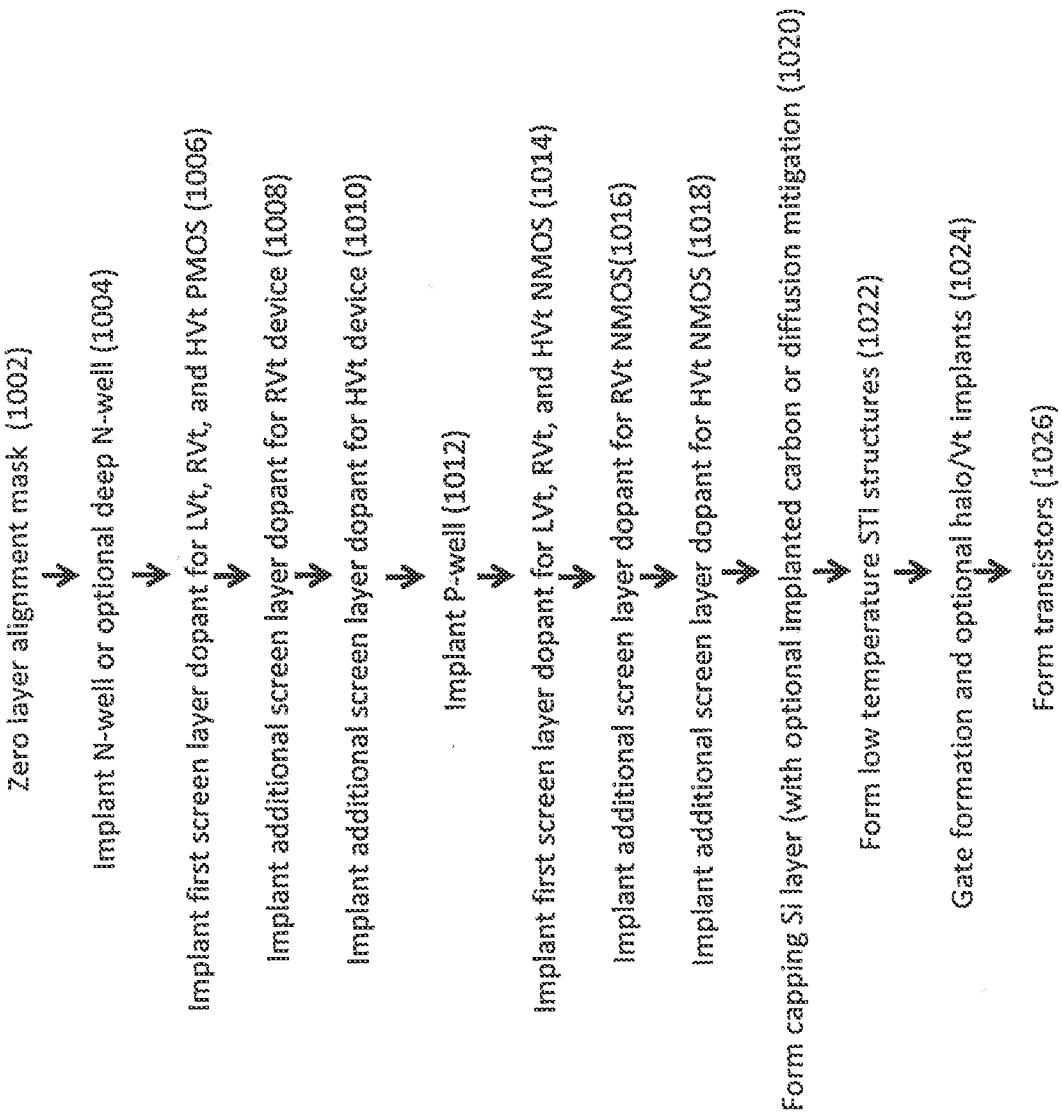 Zero layer alignment mask (1002)
Implant N-well or optional deep N-well (1004)
Implant first screen layer dopant for LVt, RVt, and HVt PMOS (1006)
Implant additional screen layer dopant for RVt device (1008)
Implant additional screen layer dopant for HVt device (1010)
Implant P-well (1012)
Implant first screen layer dopant for LVt, RVt, and HVt NMOS (1014)
Implant additional screen layer dopant for RVt NMOS(1016)
Implant additional screen layer dopant for HVt NMOS (1018)
Form capping Si layer (with optional implanted carbon or diffusion mitigation (1020)
Form low temperature STI structures (1022)
Gate formation and optional halo/Vt implants (1024)
Form transistors (1026)